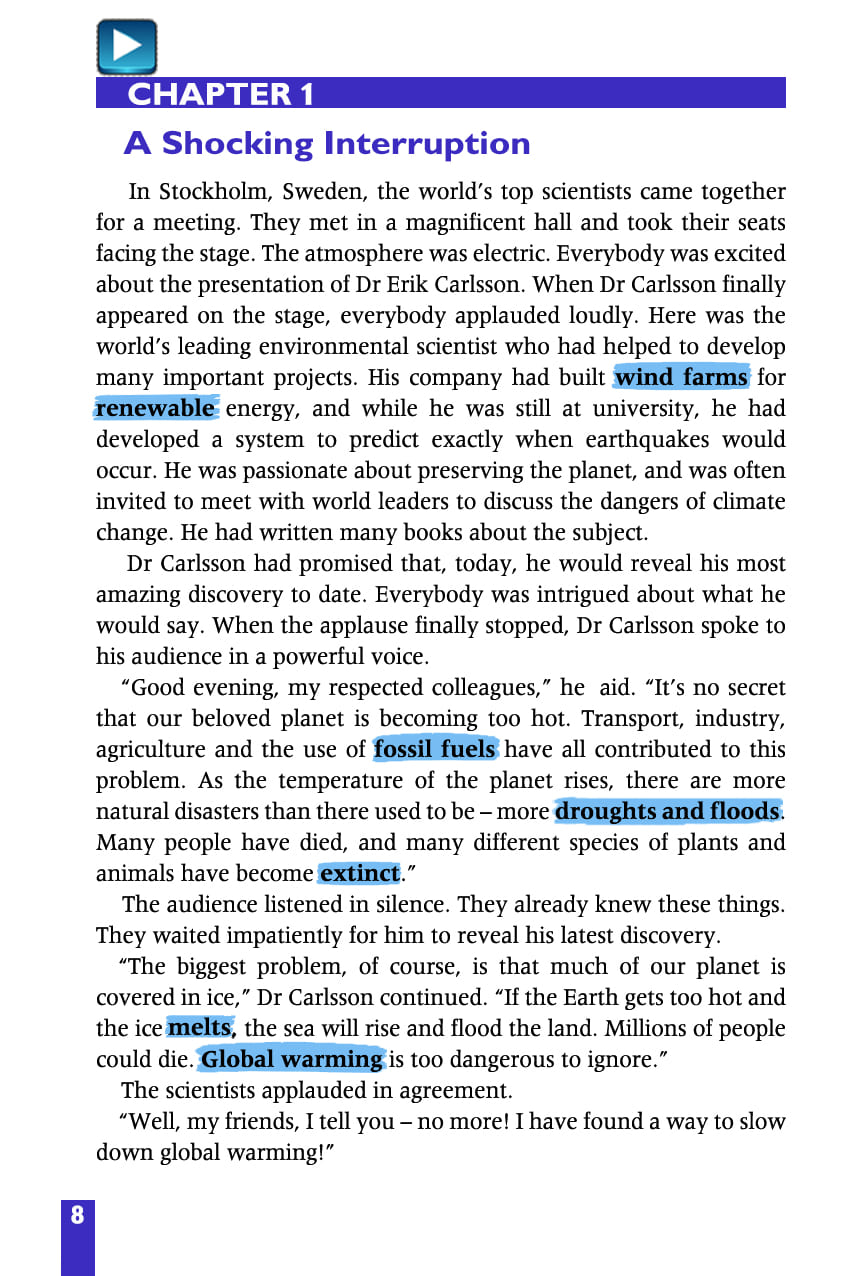 CHAPTER 1
A Shocking Interruption
In Stockholm, Sweden, the world's top scientists came together
for a meeting. They met in a magnificent hall and took their seats
facing the stage. The atmosphere was electric. Everybody was excited
about the presentation of Dr Erik Carlsson. When Dr Carlsson finally
appeared on the stage, everybody applauded loudly. Here was the
world's leading environmental scientist who had helped to develop
many important projects. His company had built wind farms for
renewable energy, and while he was still at university, he had
developed a system to predict exactly when earthquakes would
occur. He was passionate about preserving the planet, and was often
invited to meet with world leaders to discuss the dangers of climate
change. He had written many books about the subject.
Dr Carlsson had promised that, today, he would reveal his most
amazing discovery to date. Everybody was intrigued about what he
would say. When the applause finally stopped, Dr Carlsson spoke to
his audience in a powerful voice.
“Good evening, my respected colleagues,” he  aid. “It's no secret
that our beloved planet is becoming too hot. Transport, industry,
agriculture and the use of fossil fuels have all contributed to this
problem. As the temperature of the planet rises, there are more
natural disasters than there used to be – more droughts and floods.
Many people have died, and many different species of plants and
animals have become extinct.”
The audience listened in silence. They already knew these things.
They waited impatiently for him to reveal his latest discovery.
“The biggest problem, of course, is that much of our planet is
covered in ice,” Dr Carlsson continued. “If the Earth gets too hot and
the ice melts, the sea will rise and flood the land. Millions of people
could die. Global warming is too dangerous to ignore.”
The scientists applauded in agreement.
“Well, my friends, I tell you – no more! I have found a way to slow
down global warming!”
8